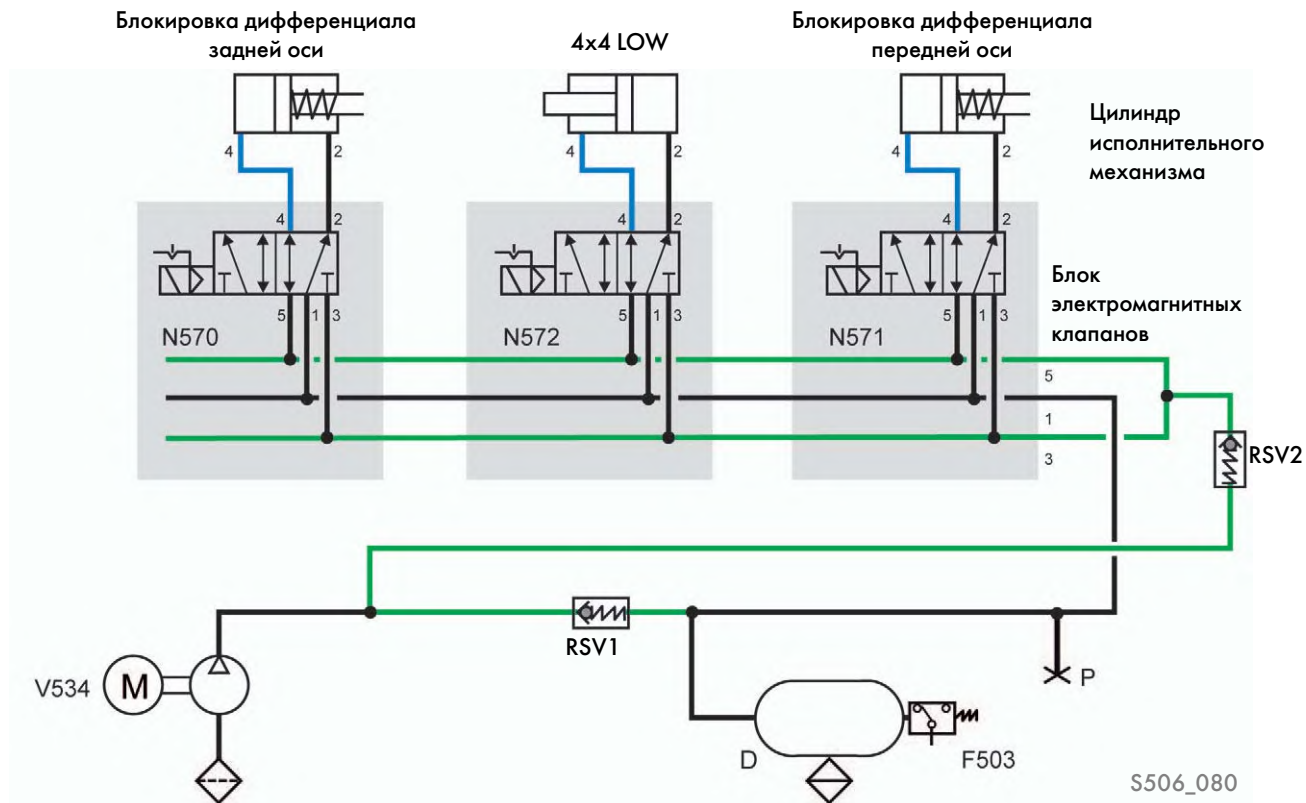 Блокировка дифференциала
задней оси
4x4 LOW
Блокировка дифференциала
передней оси
Цилиндр
исполнительного
механизма
4
2
4
2
4
2
4
2
4
2
4
2
Блок
электромагнитных
клапанов
5
1
3
5
1
3
5
1
3
N570
N572
N571
5
1
3
RSV2
RSV1
V534
M
P
D
F503
S506_080